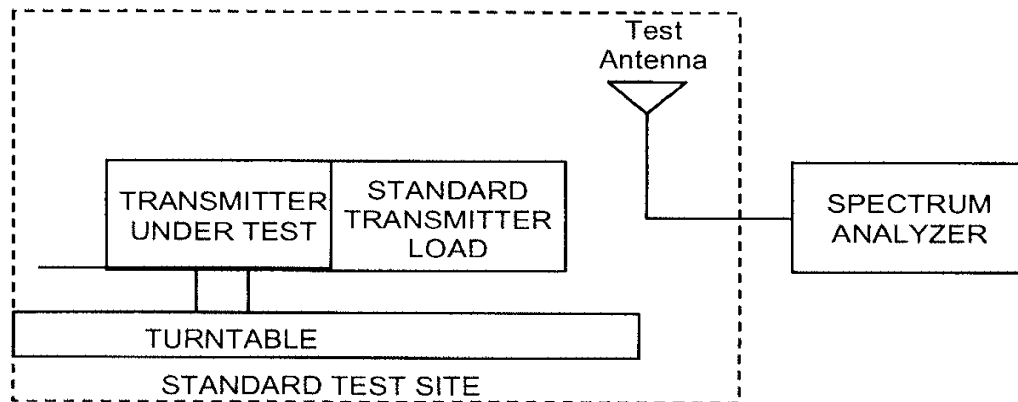 Test
Antenna
TRANSMITTER
UNDER TEST
STANDARD
TRANSMITTER
LOAD
SPECTRUM
ANALYZER
TURNTABLE
STANDARD TEST SITE